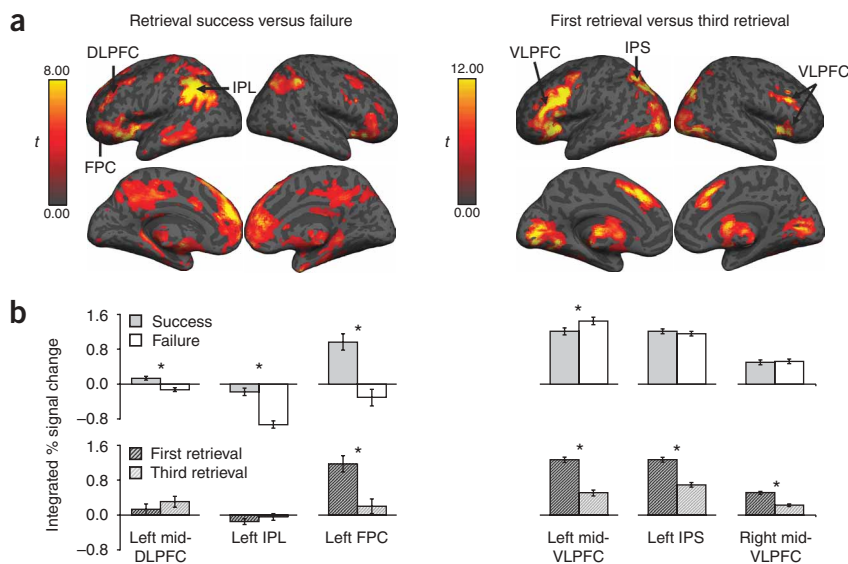 a
Retrieval success versus failure
First retrieval versus third retrieval
DLPFC
IPL
FPC
8.00
t
0.00
VLPFC
IPS
VLPFC
12.00
t
0.00
b
Integrated % signal change
1.6
0.8
0.0
–0.8
Success
Failure
*
*
*
*
1.6
0.8
0.0
–0.8
First retrieval
Third retrieval
*
*
*
*
Left mid-
DLPFC
Left IPL
Left FPC
Left mid-
VLPFC
Left IPS
Right mid-
VLPFC